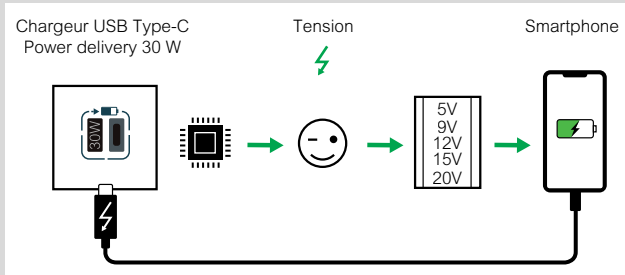 Chargeur USB Type-C
Power delivery 30 W
Tension
Smartphone
30W
5V
9V
12V
15V
20V